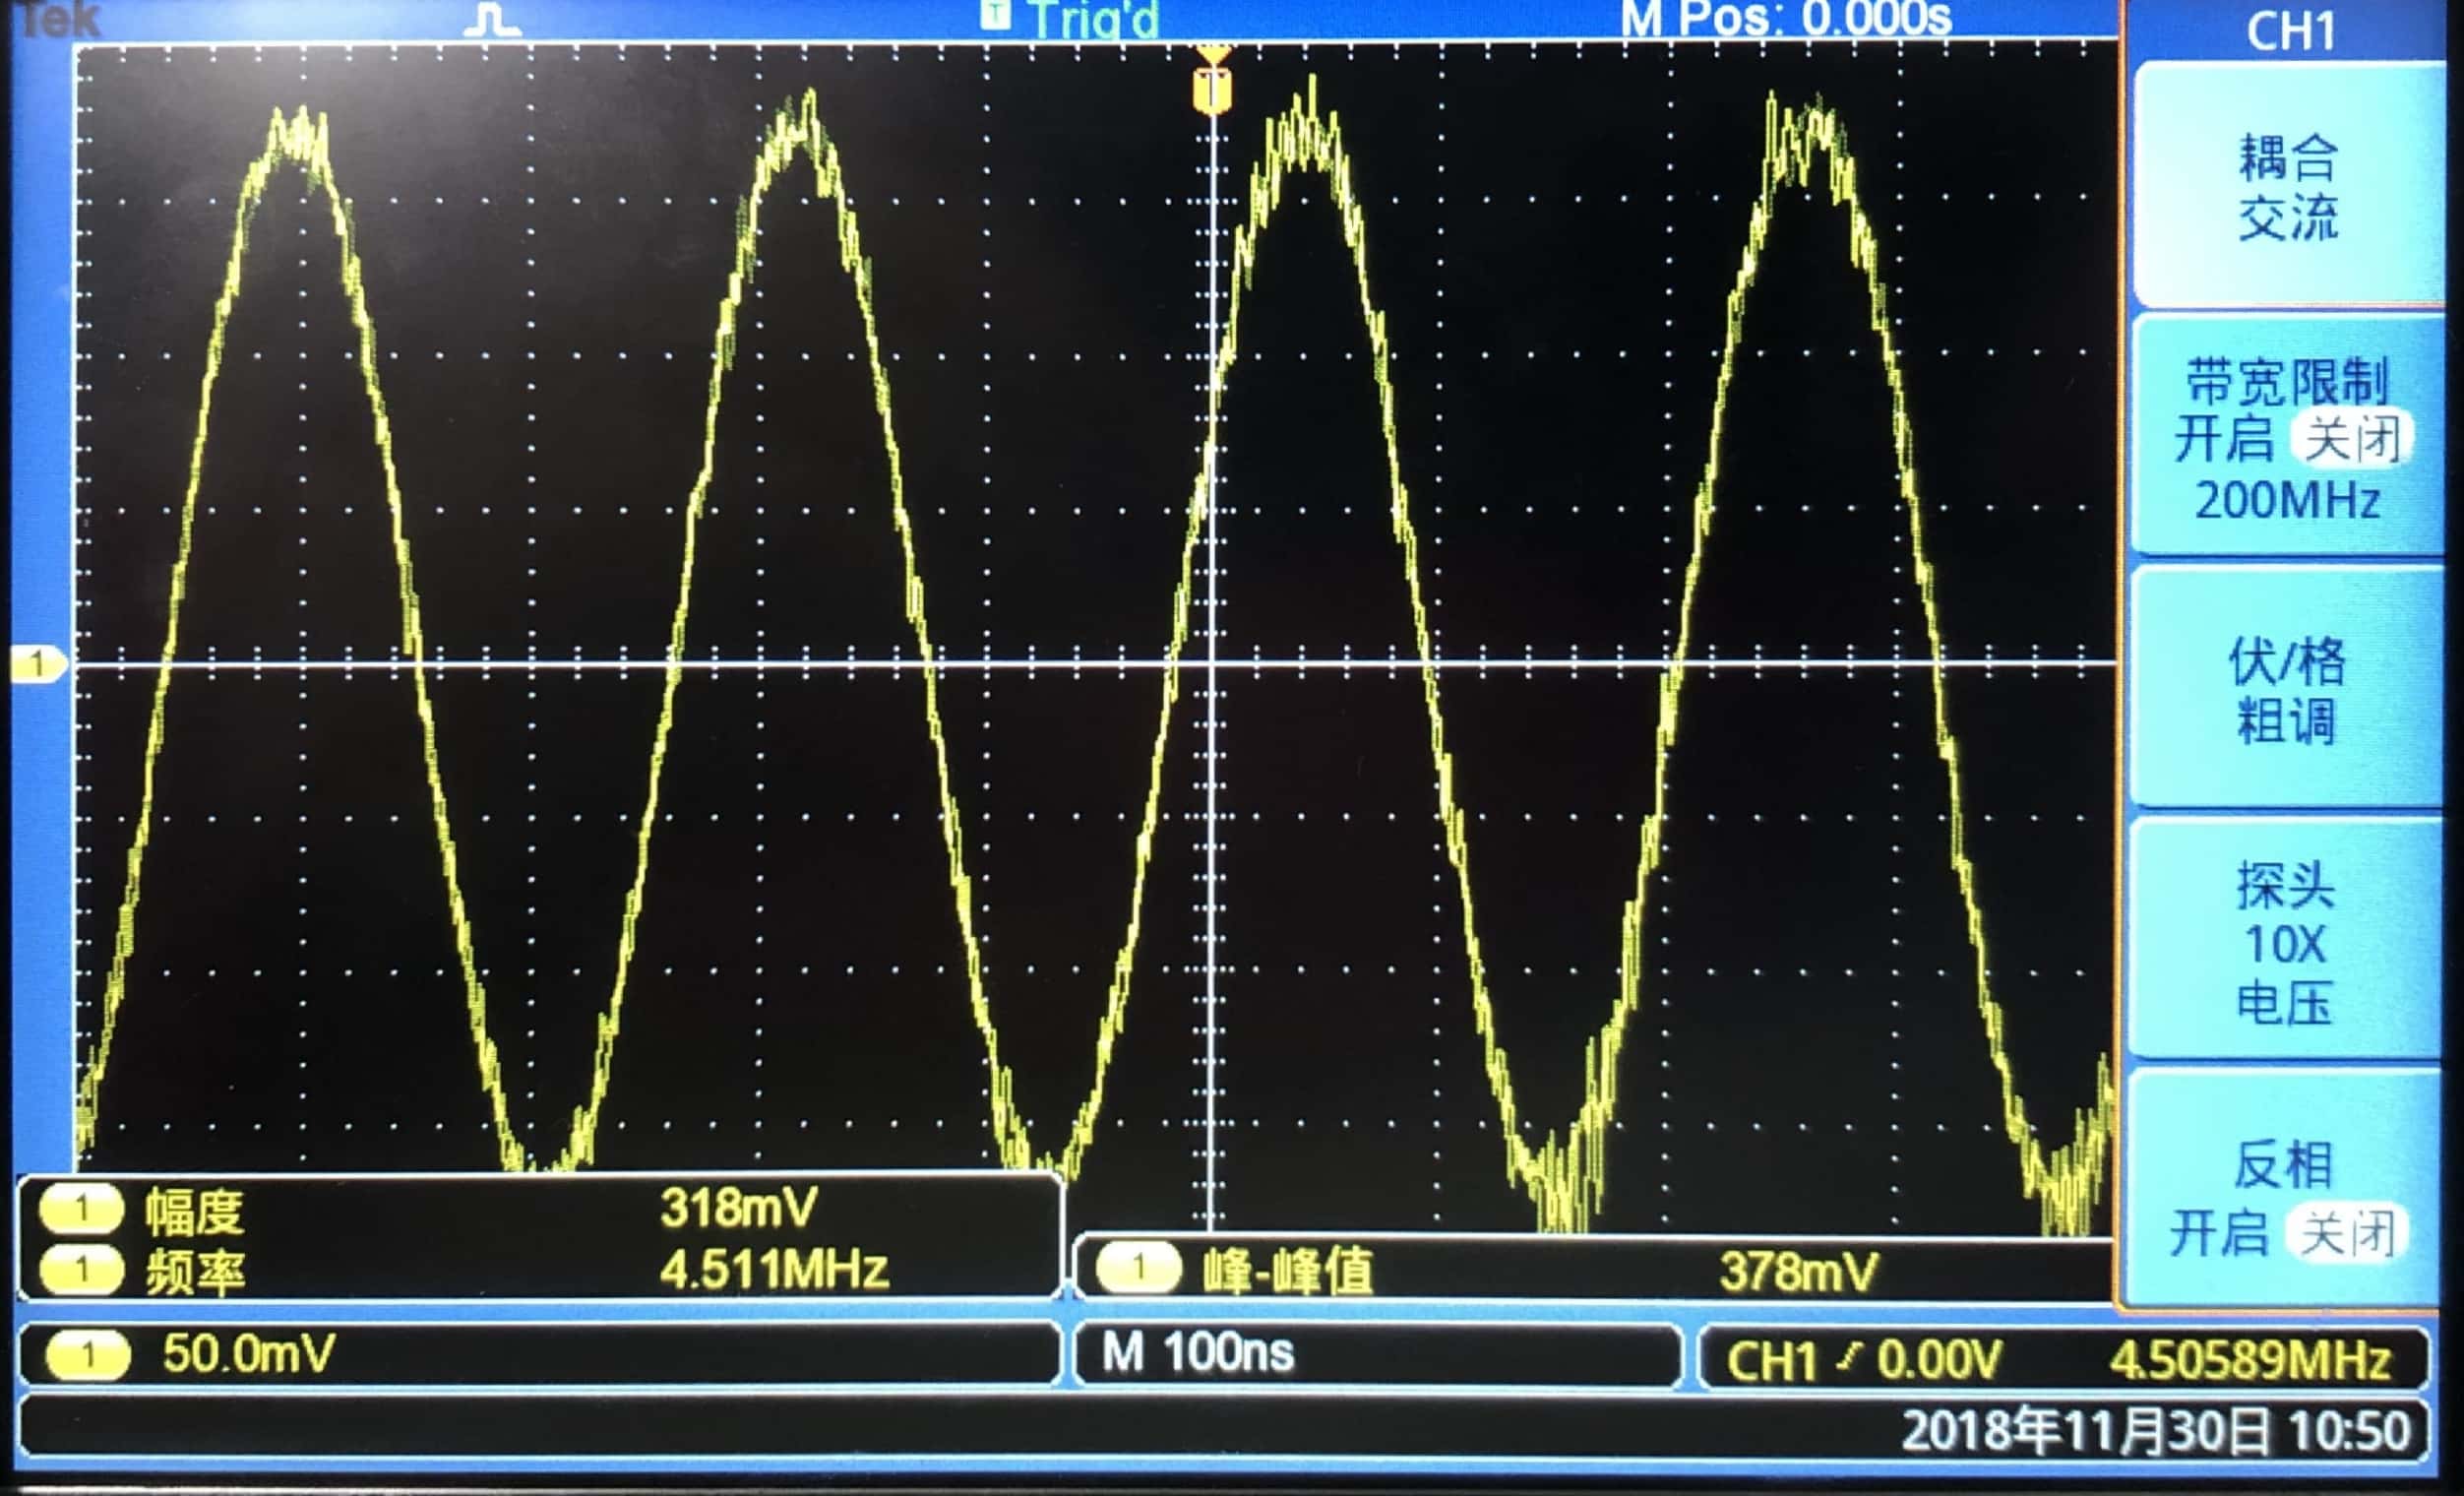 Tek
T Trig'd
M Pos: 0.000s
CH1
T
耦合
交流
带宽限制
开启 关闭
200MHz
伏/格
粗调
探头
10X
电压
反相
开启 关闭
1
1 幅度 318mV
1 频率 4.511MHz
1 峰-峰值 378mV
1 50.0mV
M 100ns
CH1 0.00V 4.50589MHz
2018年11月30日 10:50